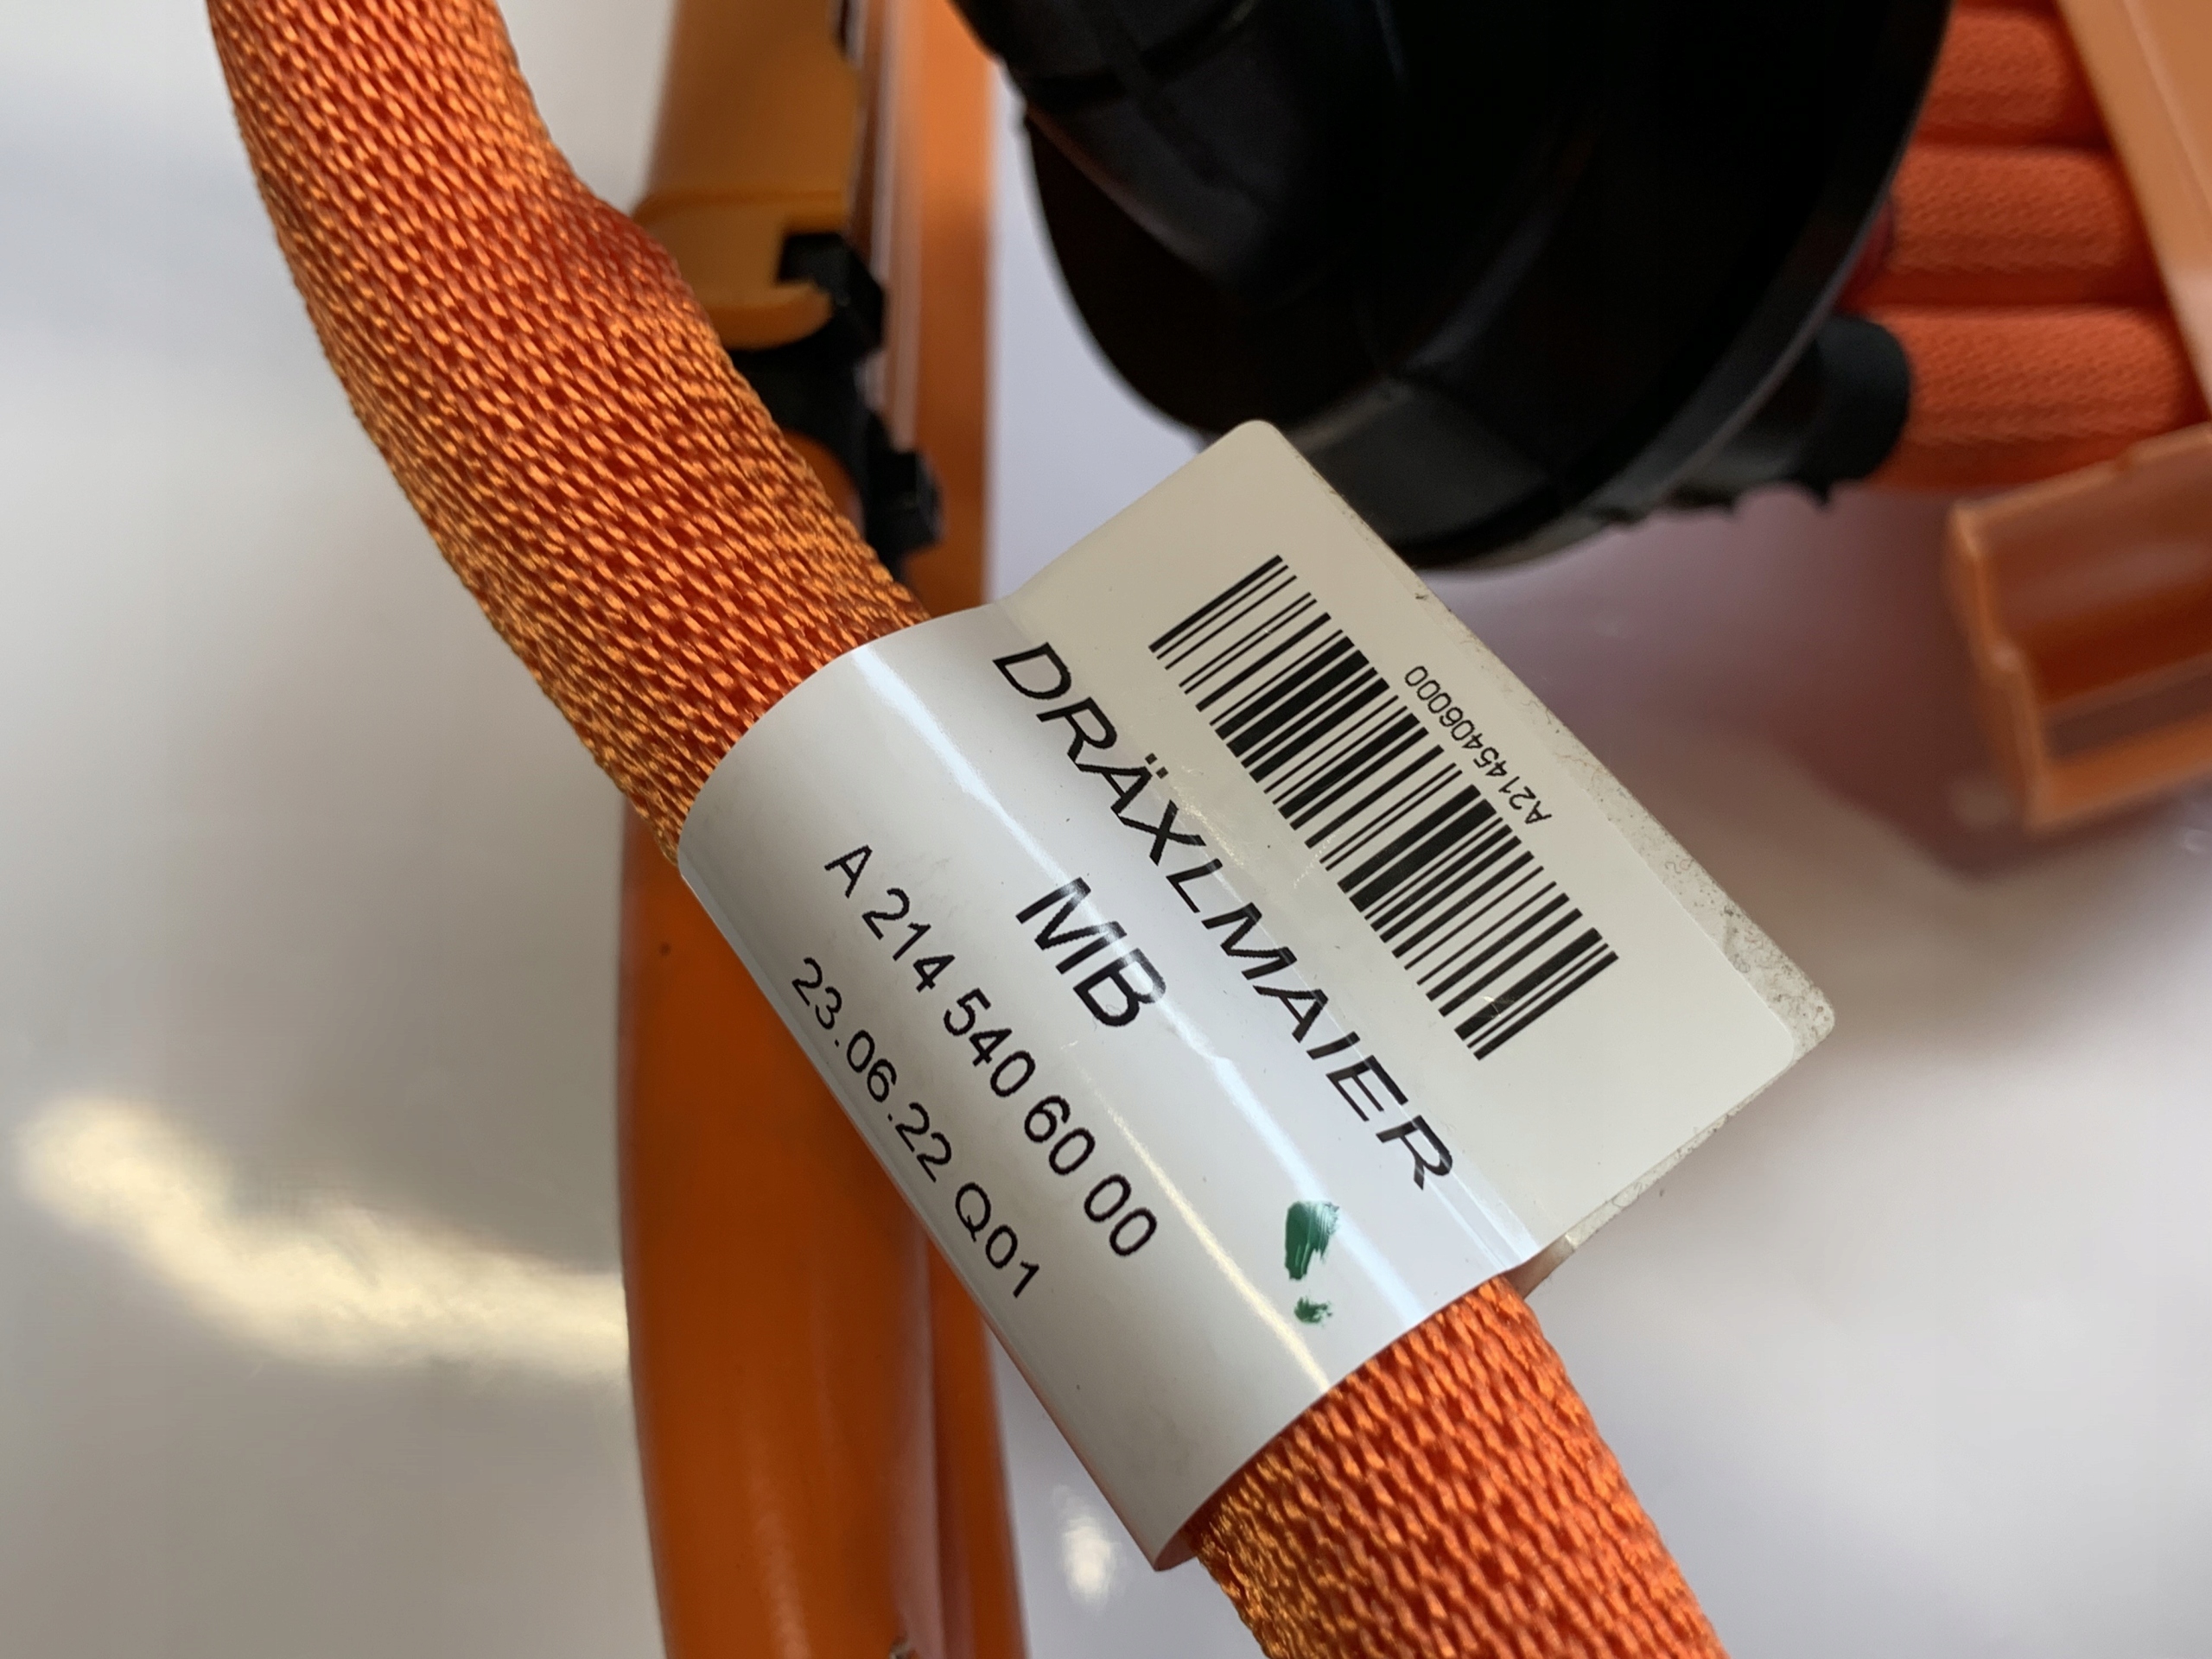 A2145406000
DRÄXLMAIER
MB
A 214 540 60 00
23.06.22 Q01